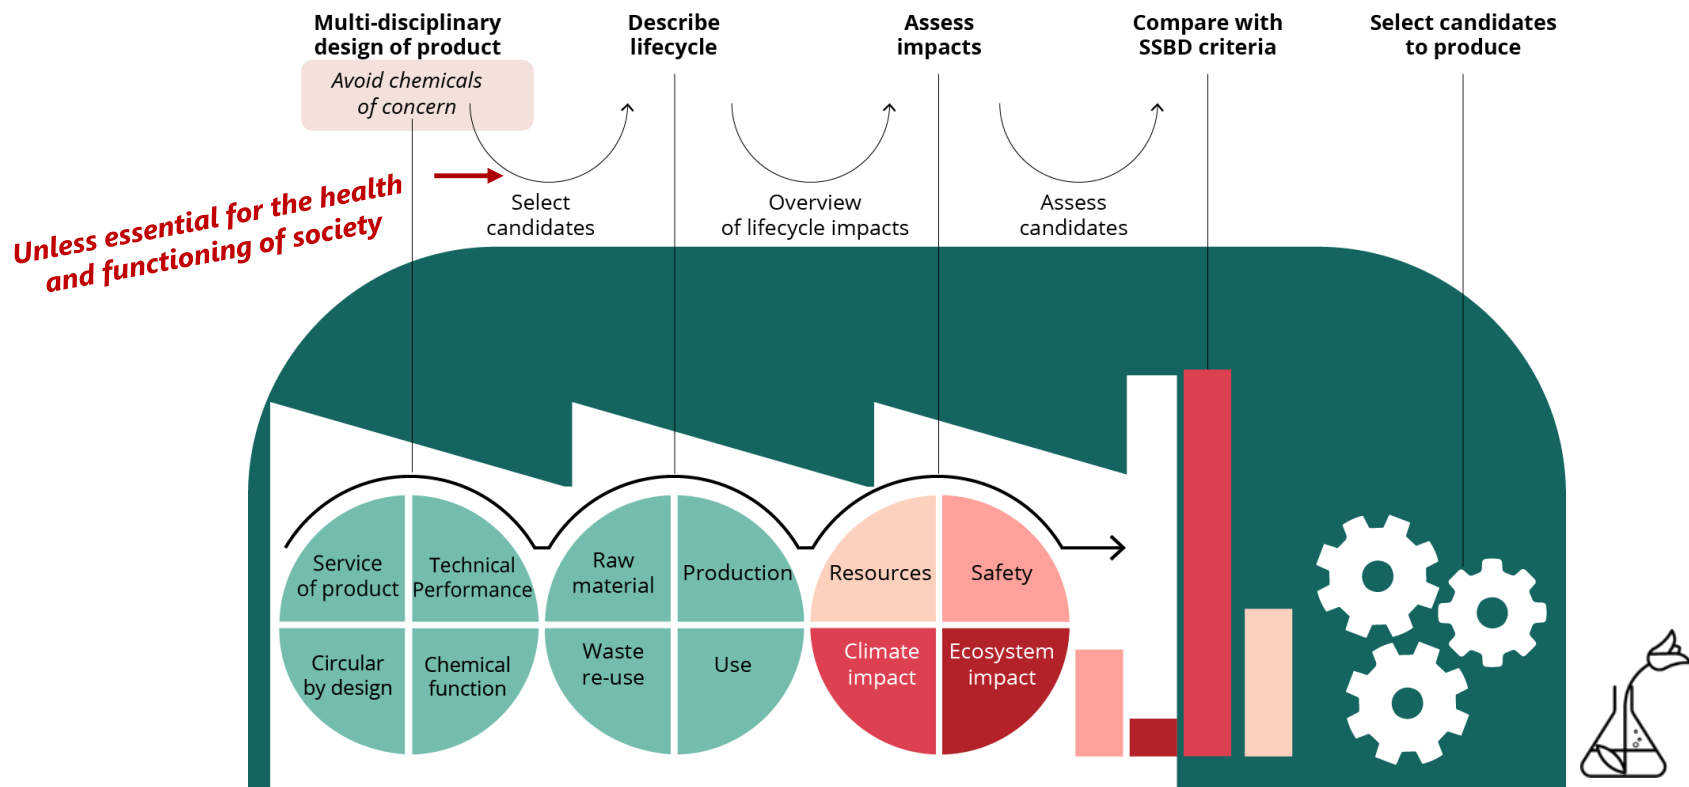 Multi-disciplinary
design of product
Describe
lifecycle
Assess
impacts
Compare with
SSBD criteria
Select candidates
to produce
Avoid chemicals
of concern
Unless essential for the health
and functioning of society
Select
candidates
Overview
of lifecycle impacts
Assess
candidates
Service
of product
Technical
Performance
Circular
by design
Chemical
function
Raw
material
Production
Waste
re-use
Use
Resources
Safety
Climate
impact
Ecosystem
impact